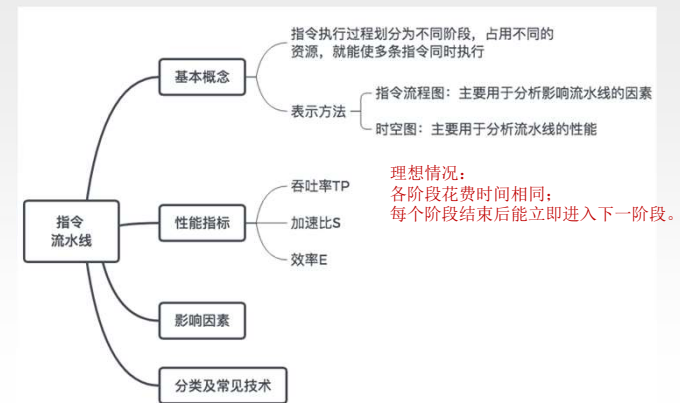 指令执行过程划分为不同阶段，占用不同的
资源，就能使多条指令同时执行
基本概念
表示方法
指令流程图：主要用于分析影响流水线的因素
时空图：主要用于分析流水线的性能
理想情况：
各阶段花费时间相同；
每个阶段结束后能立即进入下一阶段。
指令
流水线
性能指标
吞吐率TP
加速比S
效率E
影响因素
分类及常见技术